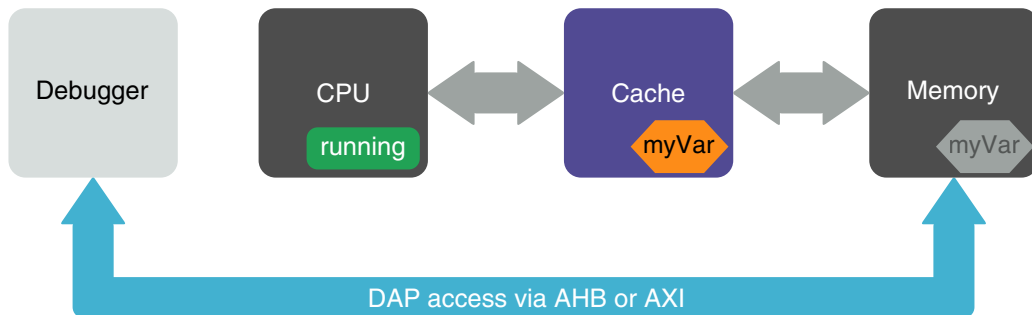 Debugger
CPU
running
Cache
myVar
Memory
myVar
DAP access via AHB or AXI